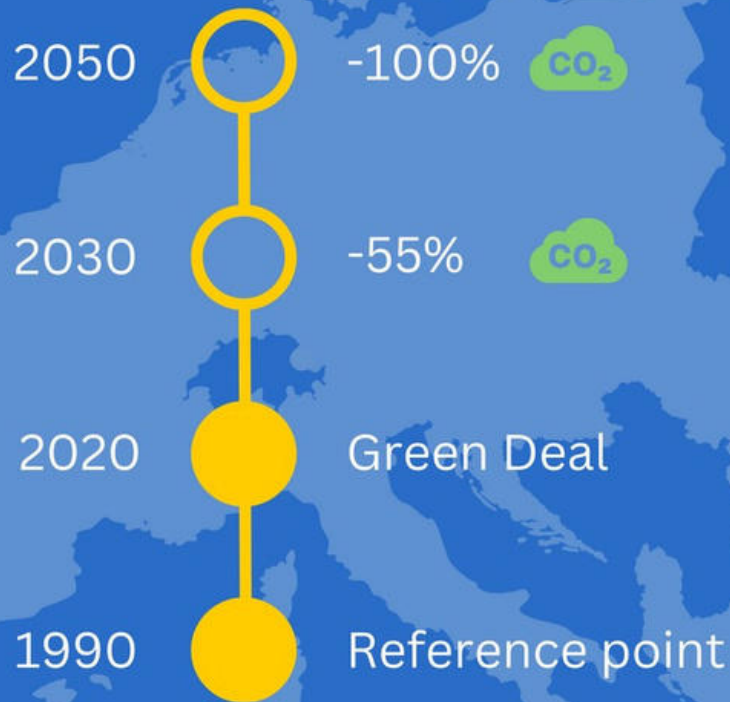 2050 -100% CO₂
2030 -55% CO₂
2020 Green Deal
1990 Reference point